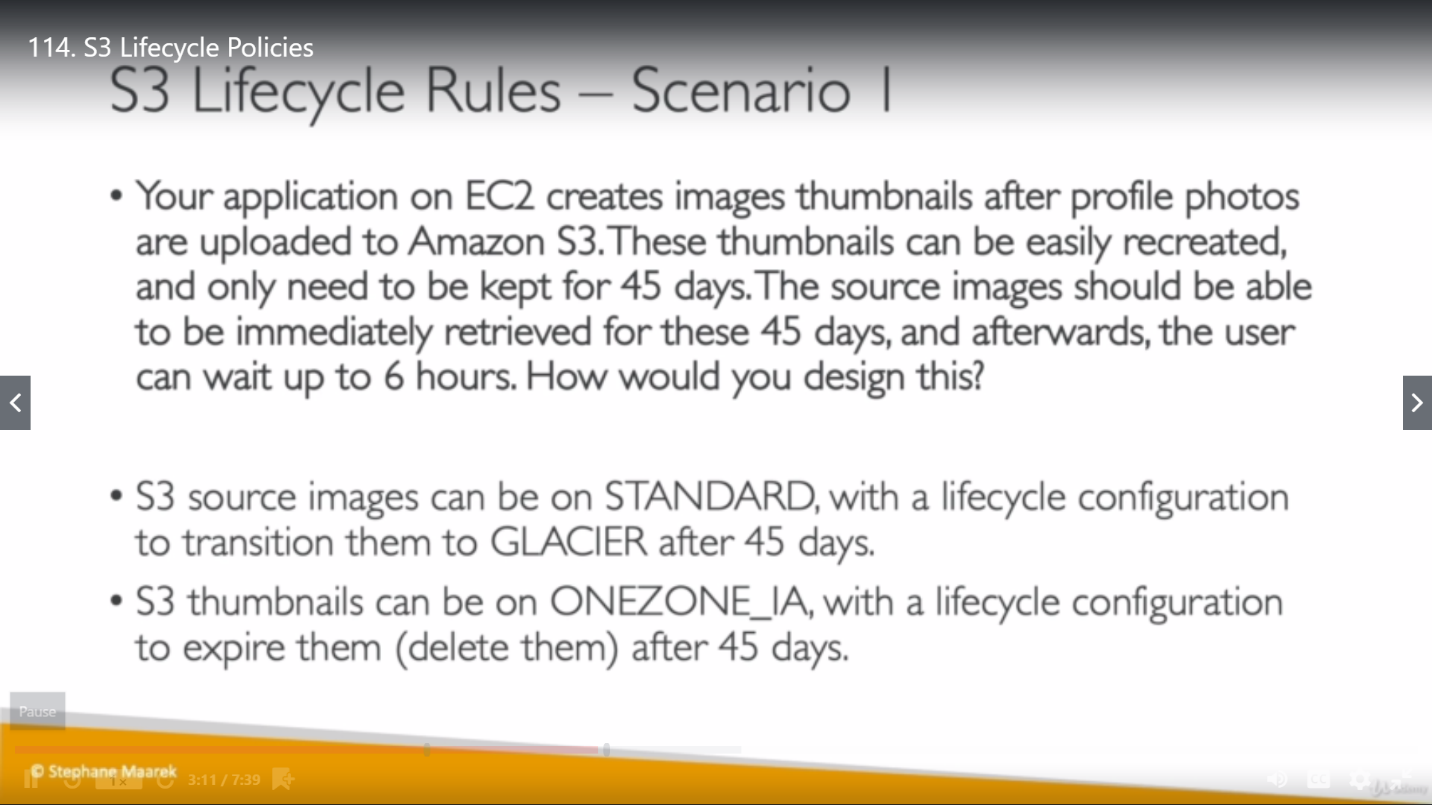 114. S3 Lifecycle Policies
S3 Lifecycle Rules – Scenario 1
• Your application on EC2 creates images thumbnails after profile photos
are uploaded to Amazon S3. These thumbnails can be easily recreated,
and only need to be kept for 45 days. The source images should be able
to be immediately retrieved for these 45 days, and afterwards, the user
can wait up to 6 hours. How would you design this?
• S3 source images can be on STANDARD, with a lifecycle configuration
to transition them to GLACIER after 45 days.
• S3 thumbnails can be on ONEZONE_IA, with a lifecycle configuration
to expire them (delete them) after 45 days.
Pause
© Stephane Maarek
1x
3:11 / 7:39
CC